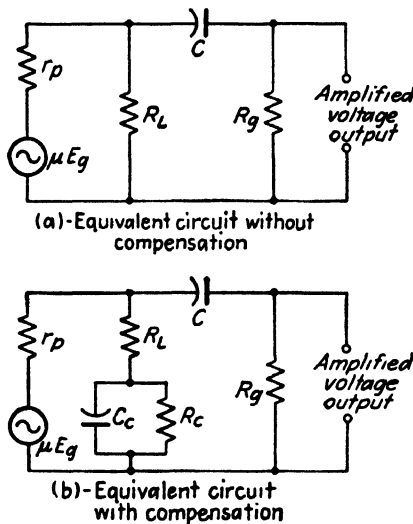 C
rp
RL
Rg
Amplified
voltage
output
μEg
(a)-Equivalent circuit without
compensation
C
rp
RL
Amplified
voltage
output
Rg
Cc
Rc
μEg
(b)-Equivalent circuit
with compensation